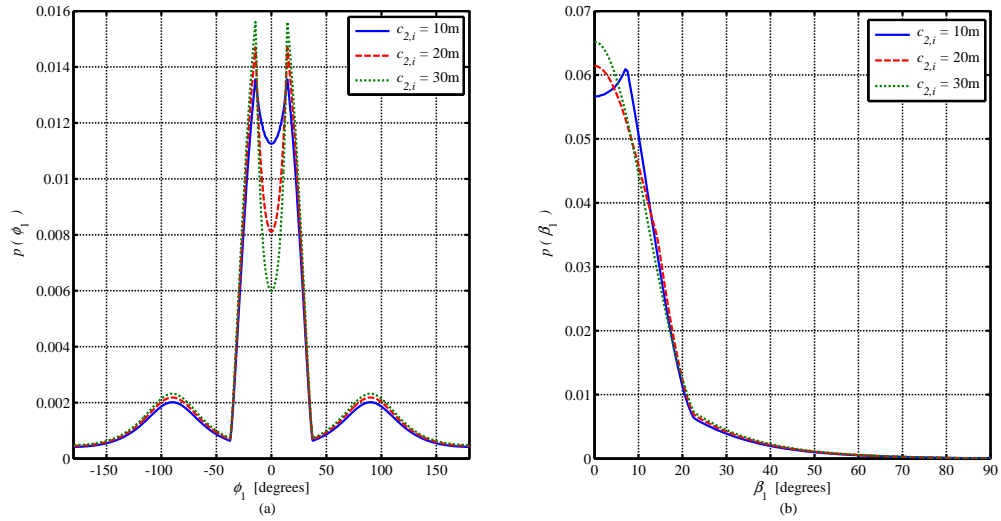 0.016
0.014
0.012
0.01
0.008
0.006
0.004
0.002
0
p ( ϕ1 )
c2,i = 10m
c2,i = 20m
c2,i = 30m
-150 -100 -50 0 50 100 150
ϕ1 [degrees]
(a)
0.07
0.06
0.05
0.04
0.03
0.02
0.01
0
p ( β1 )
c2,i = 10m
c2,i = 20m
c2,i = 30m
0 10 20 30 40 50 60 70 80 90
β1 [degrees]
(b)